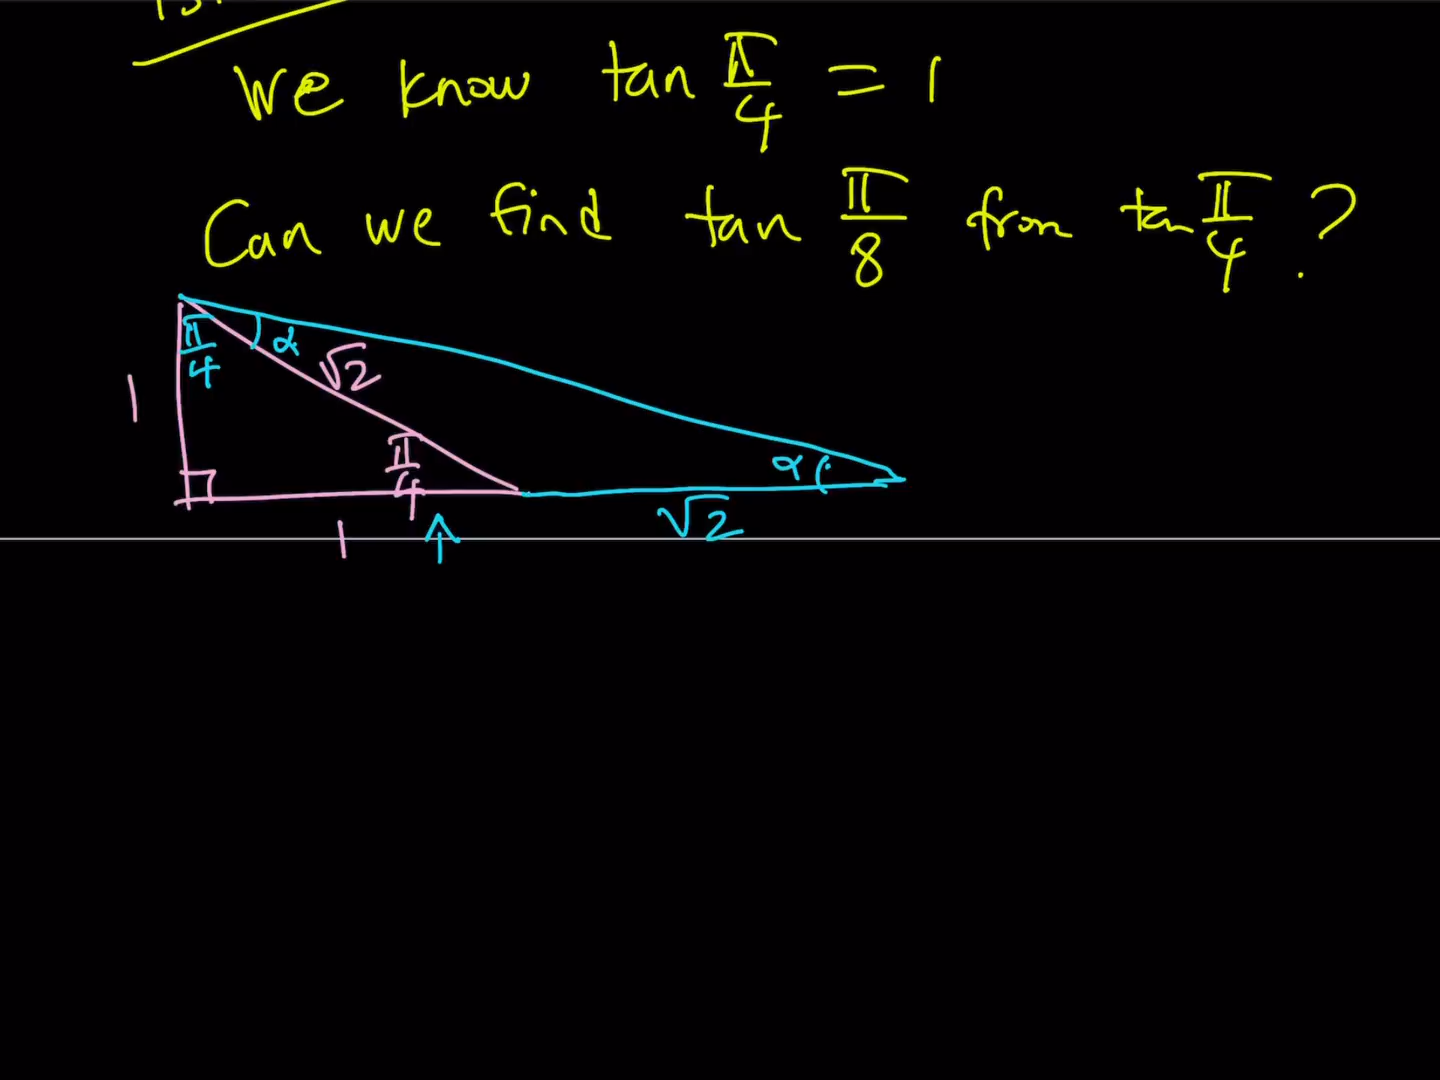 We know tan π/4 = 1
Can we find tan π/8 from tan π/4 ?
π/4 α √2
1
π/4 α
1 √2